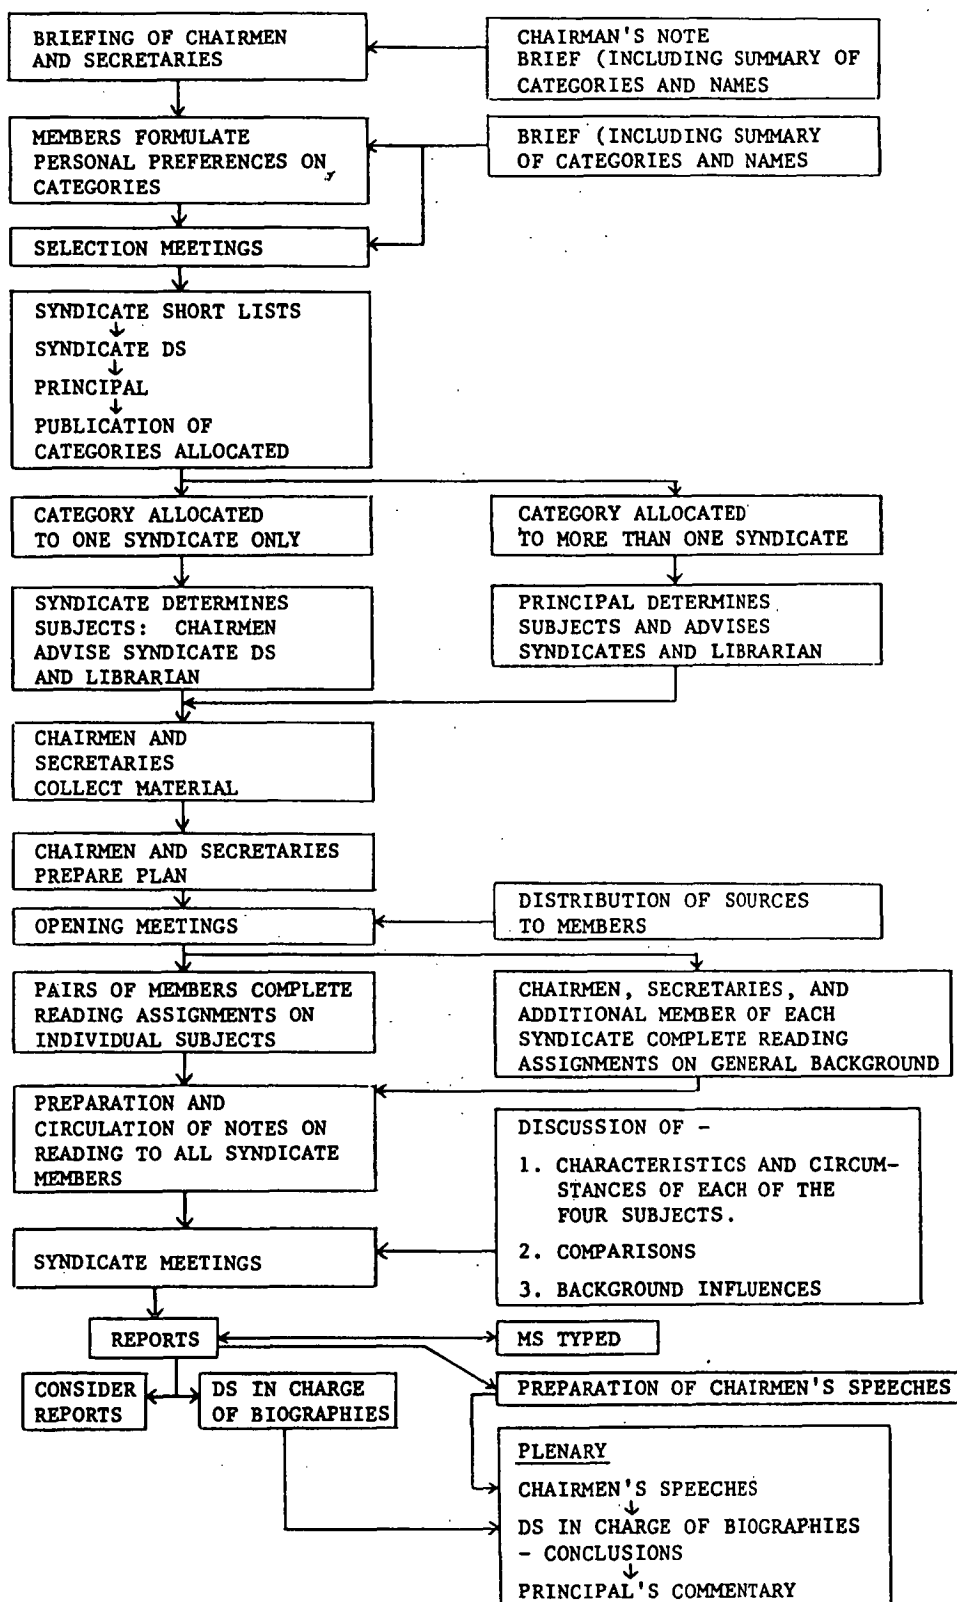 BRIEFING OF CHAIRMEN
AND SECRETARIES
CHAIRMAN'S NOTE
BRIEF (INCLUDING SUMMARY OF
CATEGORIES AND NAMES
MEMBERS FORMULATE
PERSONAL PREFERENCES ON
CATEGORIES
BRIEF (INCLUDING SUMMARY
OF CATEGORIES AND NAMES
SELECTION MEETINGS
SYNDICATE SHORT LISTS
SYNDICATE DS
PRINCIPAL
PUBLICATION OF
CATEGORIES ALLOCATED
CATEGORY ALLOCATED
TO ONE SYNDICATE ONLY
CATEGORY ALLOCATED
TO MORE THAN ONE SYNDICATE
SYNDICATE DETERMINES
SUBJECTS: CHAIRMEN
ADVISE SYNDICATE DS
AND LIBRARIAN
PRINCIPAL DETERMINES
SUBJECTS AND ADVISES
SYNDICATES AND LIBRARIAN
CHAIRMEN AND
SECRETARIES
COLLECT MATERIAL
CHAIRMEN AND SECRETARIES
PREPARE PLAN
OPENING MEETINGS
DISTRIBUTION OF SOURCES
TO MEMBERS
PAIRS OF MEMBERS COMPLETE
READING ASSIGNMENTS ON
INDIVIDUAL SUBJECTS
CHAIRMEN, SECRETARIES, AND
ADDITIONAL MEMBER OF EACH
SYNDICATE COMPLETE READING
ASSIGNMENTS ON GENERAL BACKGROUND
PREPARATION AND
CIRCULATION OF NOTES ON
READING TO ALL SYNDICATE
MEMBERS
DISCUSSION OF -
1. CHARACTERISTICS AND CIRCUM-
STANCES OF EACH OF THE
FOUR SUBJECTS.
2. COMPARISONS
3. BACKGROUND INFLUENCES
SYNDICATE MEETINGS
REPORTS
MS TYPED
CONSIDER
REPORTS
DS IN CHARGE
OF BIOGRAPHIES
PREPARATION OF CHAIRMEN'S SPEECHES
PLENARY
CHAIRMEN'S SPEECHES
DS IN CHARGE OF BIOGRAPHIES
- CONCLUSIONS
PRINCIPAL'S COMMENTARY